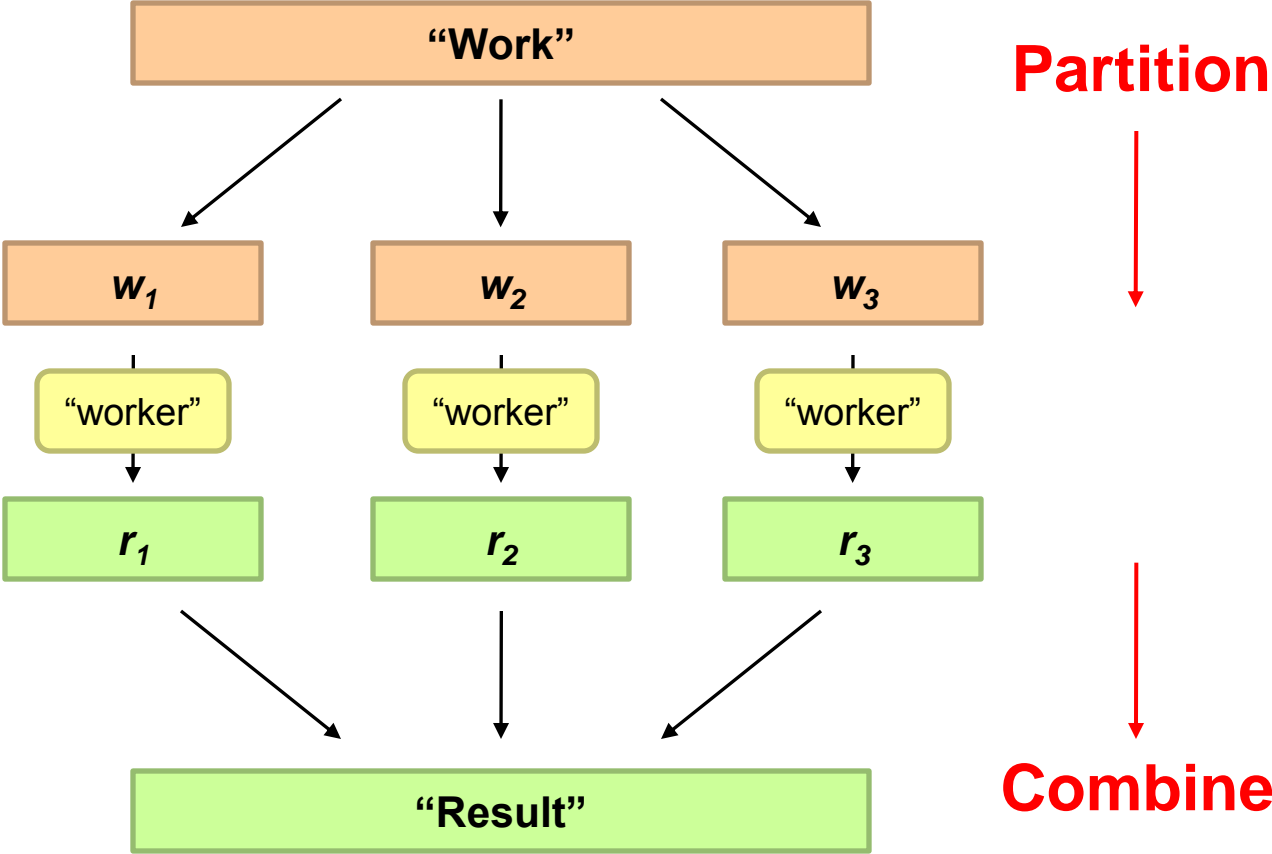 “Work”
Partition
w₁ w₂ w₃
“worker” “worker” “worker”
r₁ r₂ r₃
“Result”
Combine